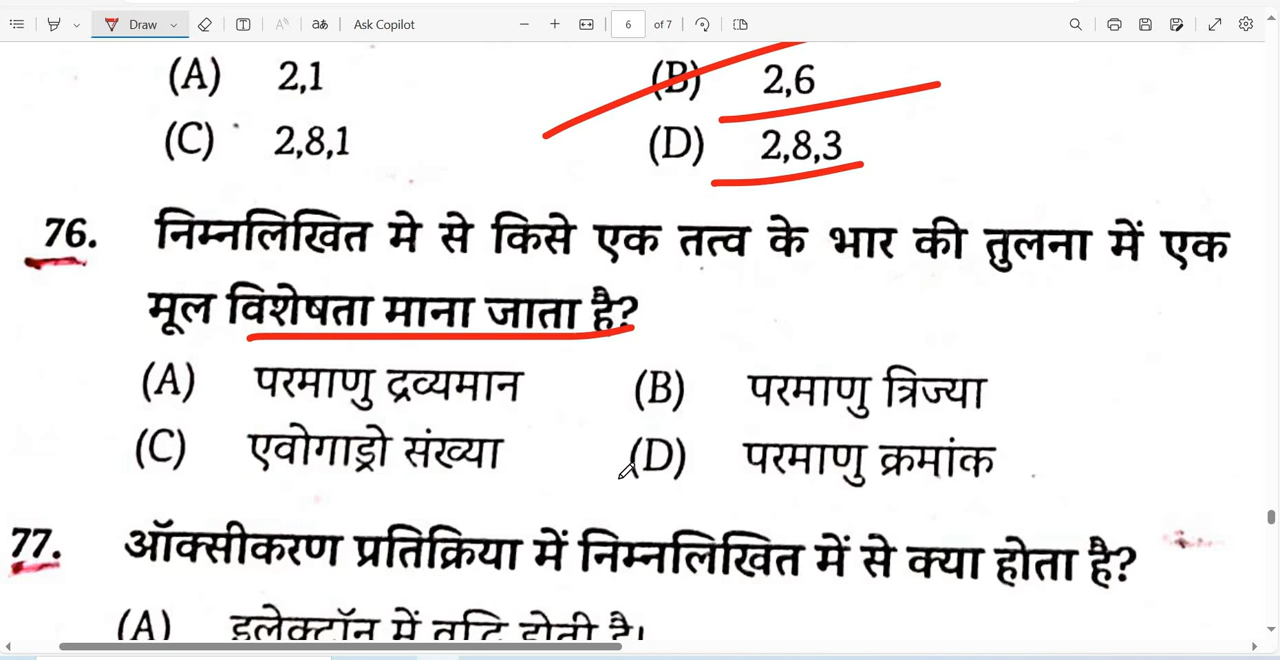 Draw
Ask Copilot
6 of 7
(A) 2,1 (B) 2,6
(C) 2,8,1 (D) 2,8,3
76. निम्नलिखित मे से किसे एक तत्व के भार की तुलना में एक
मूल विशेषता माना जाता है?
(A) परमाणु द्रव्यमान (B) परमाणु त्रिज्या
(C) एवोगाड्रो संख्या (D) परमाणु क्रमांक
77. ऑक्सीकरण प्रतिक्रिया में निम्नलिखित में से क्या होता है?
(A) इलेक्ट्रॉन में वृद्धि होती है।